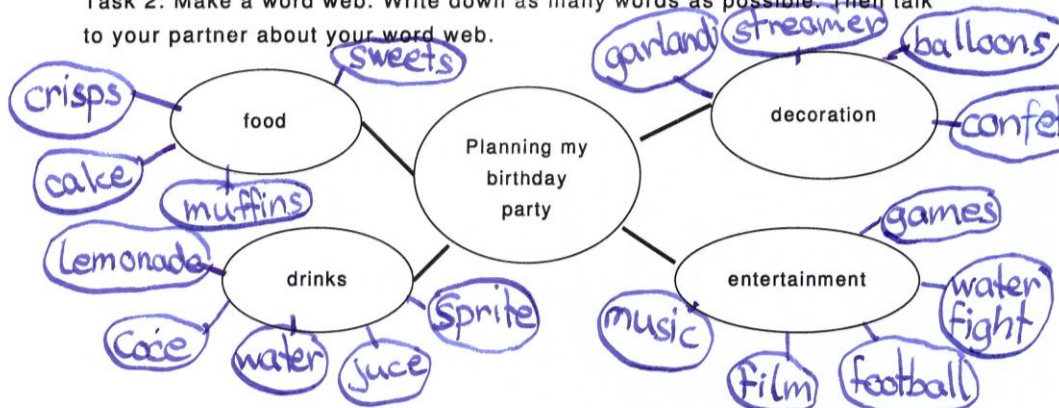 Task 2: Make a word web. Write down as many words as possible. Then talk
to your partner about your word web.
sweets
crisps
food
cake
muffins
garland
streamer
balloons
decoration
confet
Planning my
birthday
party
Lemonade
drinks
Sprite
Coce
water
juce
games
entertainment
water
fight
music
film
football